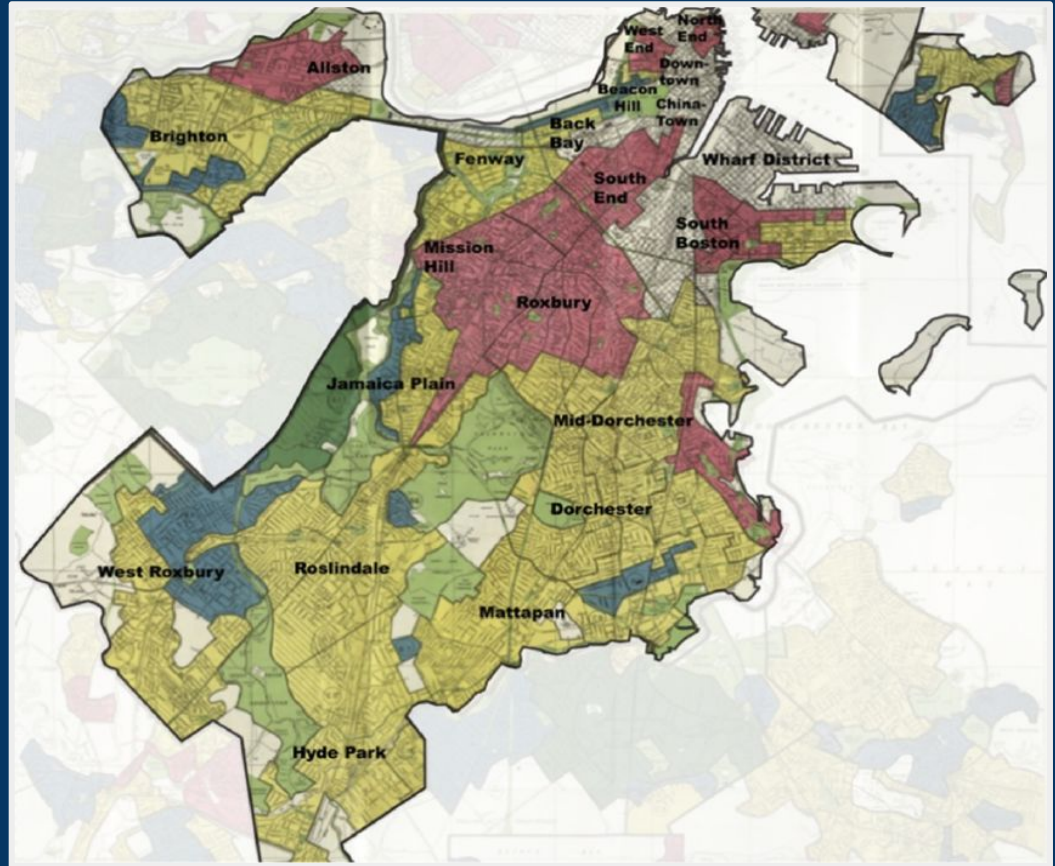 North
End
West
End
Allston
Down-
town
Beacon
Hill
China-
Town
Back
Bay
Brighton
Fenway
Wharf District
South
End
South
Boston
Mission
Hill
Roxbury
Jamaica Plain
Mid-Dorchester
Dorchester
West Roxbury
Roslindale
Mattapan
Hyde Park